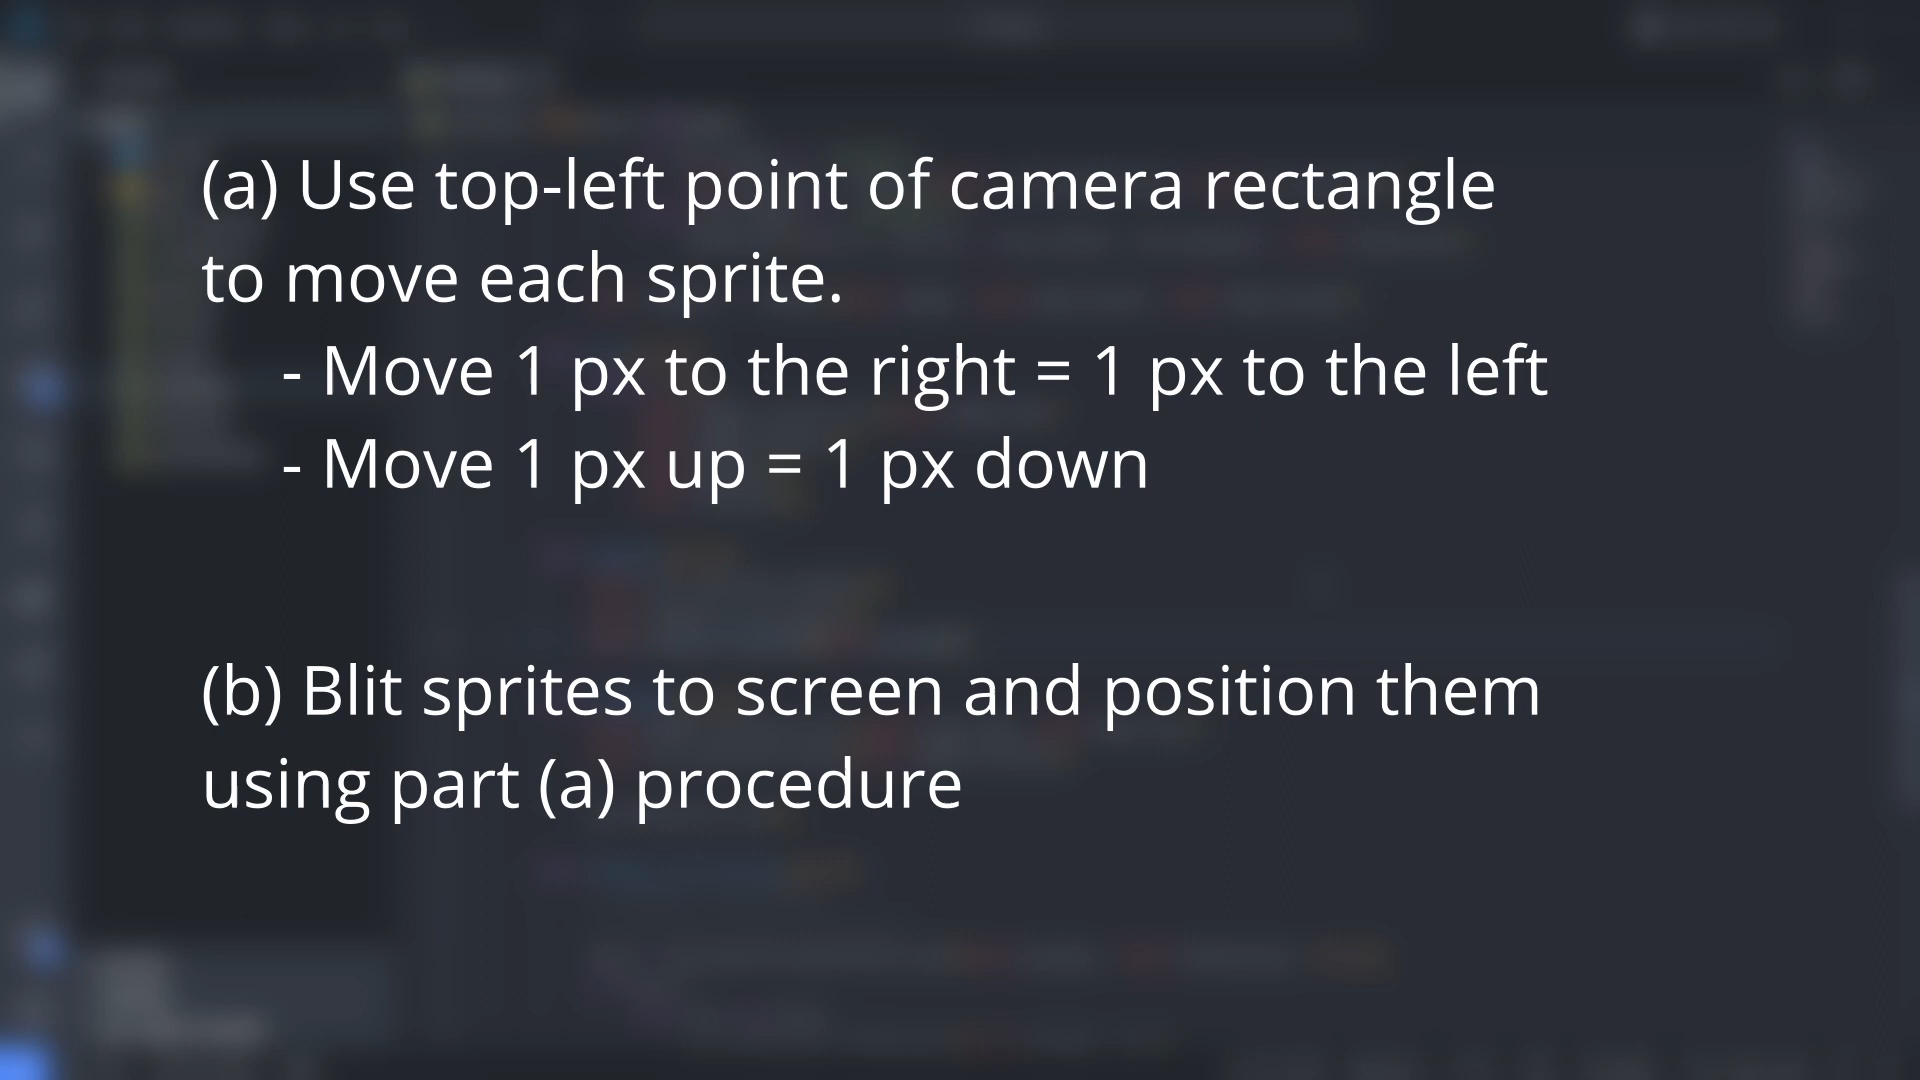 (a) Use top-left point of camera rectangle
to move each sprite.
- Move 1 px to the right = 1 px to the left
- Move 1 px up = 1 px down
(b) Blit sprites to screen and position them
using part (a) procedure